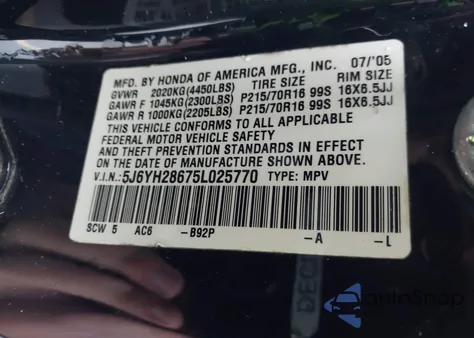 MFD. BY HONDA OF AMERICA MFG., INC. 07/'05
GVWR 2020KG(4450LBS) TIRE SIZE RIM SIZE
GAWR F 1045KG(2300LBS) P215/70R16 99S 16X6.5JJ
GAWR R 1000KG(2205LBS) P215/70R16 99S 16X6.5JJ
THIS VEHICLE CONFORMS TO ALL APPLICABLE
FEDERAL MOTOR VEHICLE SAFETY
AND THEFT PREVENTION STANDARDS IN EFFECT
ON THE DATE OF MANUFACTURE SHOWN ABOVE.
V.I.N.: 5J6YH28675L025770 TYPE: MPV
SCW 5 AC6 -B92P -A -L
AutoSnap